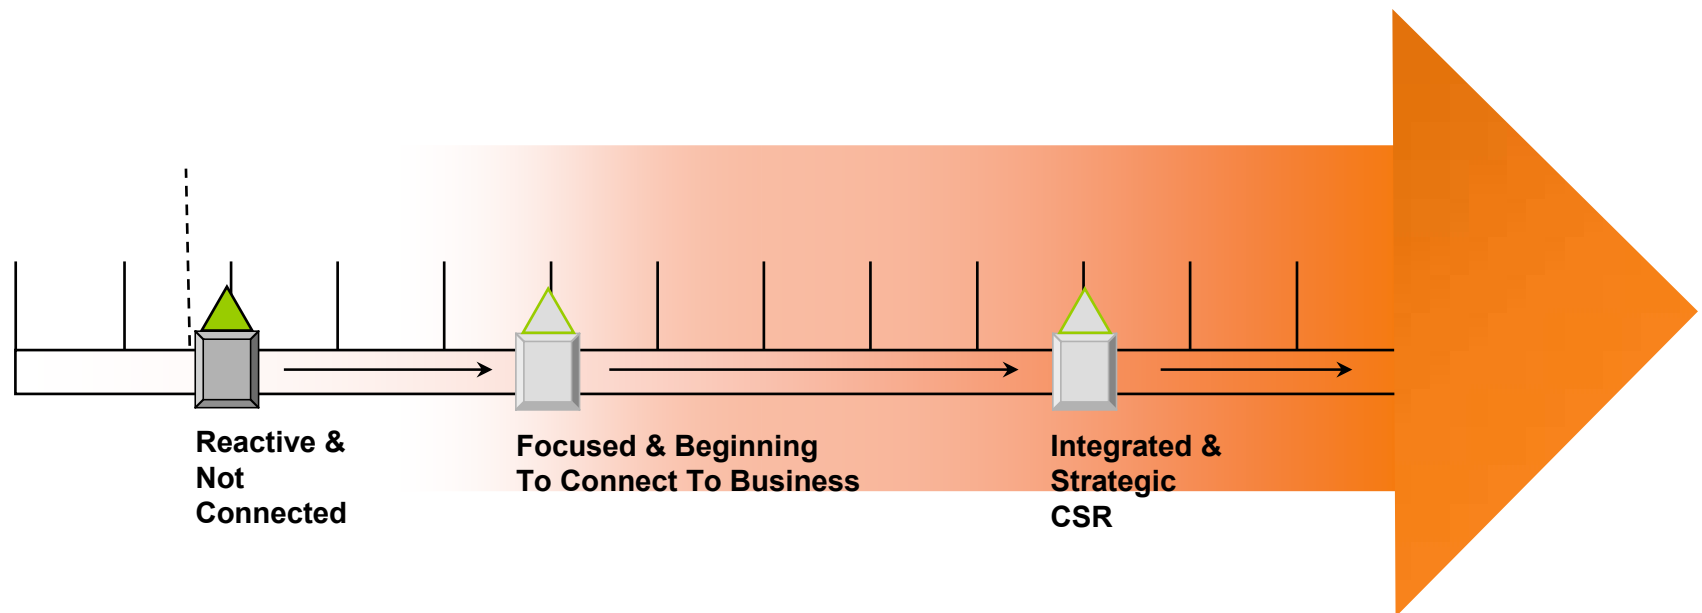 Reactive &
Not
Connected
Focused & Beginning
To Connect To Business
Integrated &
Strategic
CSR